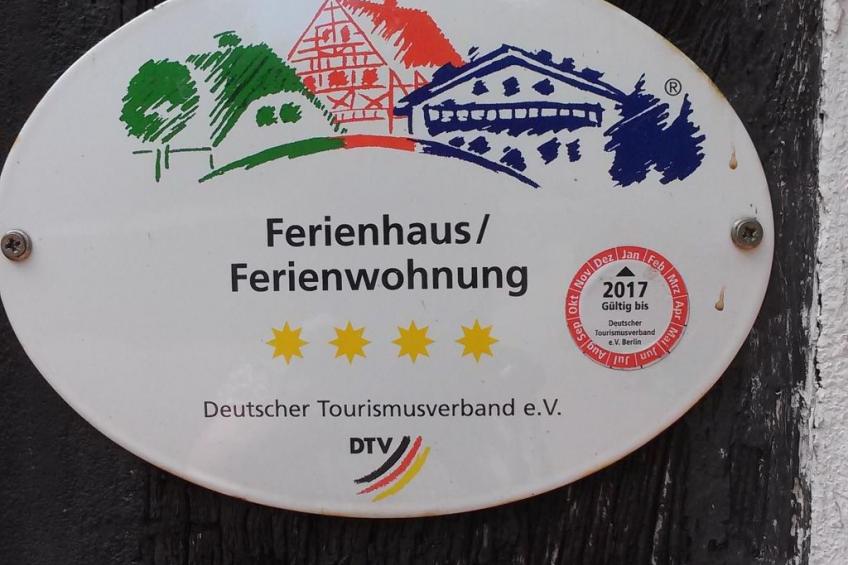 ®
Ferienhaus/
Ferienwohnung
Jan Feb Mrz Apr Mai Jun Jul Aug Sep Okt Nov Dez
2017
Gültig bis
Deutscher
Tourismusverband
e.V. Berlin
Deutscher Tourismusverband e.V.
DTV